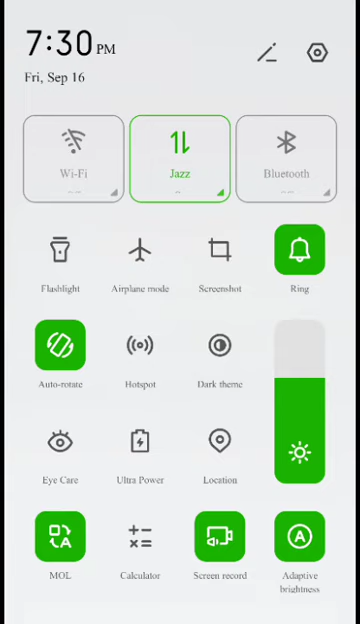 7:30 PM
Fri, Sep 16
Wi-Fi
Jazz
Bluetooth
Flashlight
Airplane mode
Screenshot
Ring
Auto-rotate
Hotspot
Dark theme
Eye Care
Ultra Power
Location
MOL
Calculator
Screen record
Adaptive
brightness